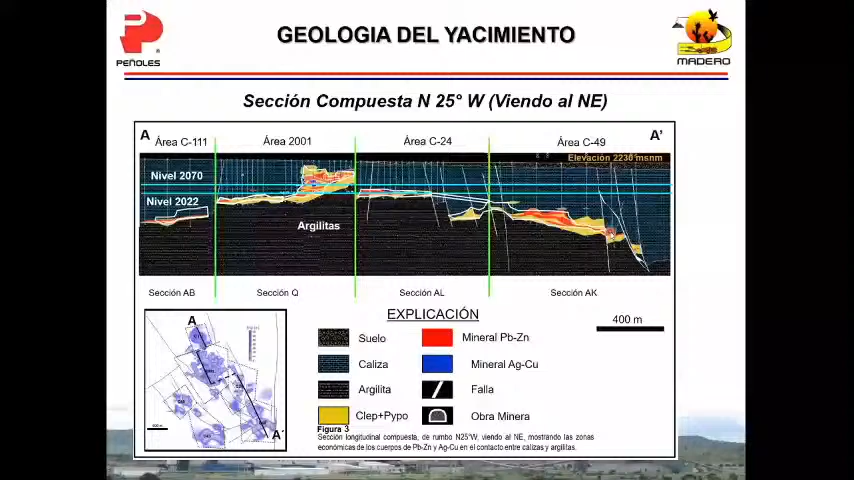 PEÑOLES
GEOLOGIA DEL YACIMIENTO
MADERO
Sección Compuesta N 25° W (Viendo al NE)
A
Área C-111
Área 2001
Área C-24
Área C-49
A'
Elevación 2230 msnm
Nivel 2070
Nivel 2022
Argilitas
Sección AB
Sección Q
Sección AL
Sección AK
EXPLICACIÓN
400 m
A
A'
Suelo
Mineral Pb-Zn
Caliza
Mineral Ag-Cu
Argilita
Falla
Clep+Pypo
Obra Minera
Figura 3
Sección longitudinal compuesta, de rumbo N25°W, viendo al NE, mostrando las zonas
económicas de los cuerpos de Pb-Zn y Ag-Cu en el contacto entre calizas y argilitas.